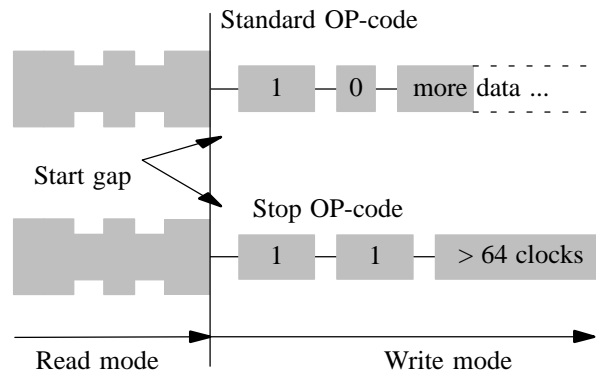 Standard OP-code
1 0 more data ...
Start gap
Stop OP-code
1 1 > 64 clocks
Read mode Write mode